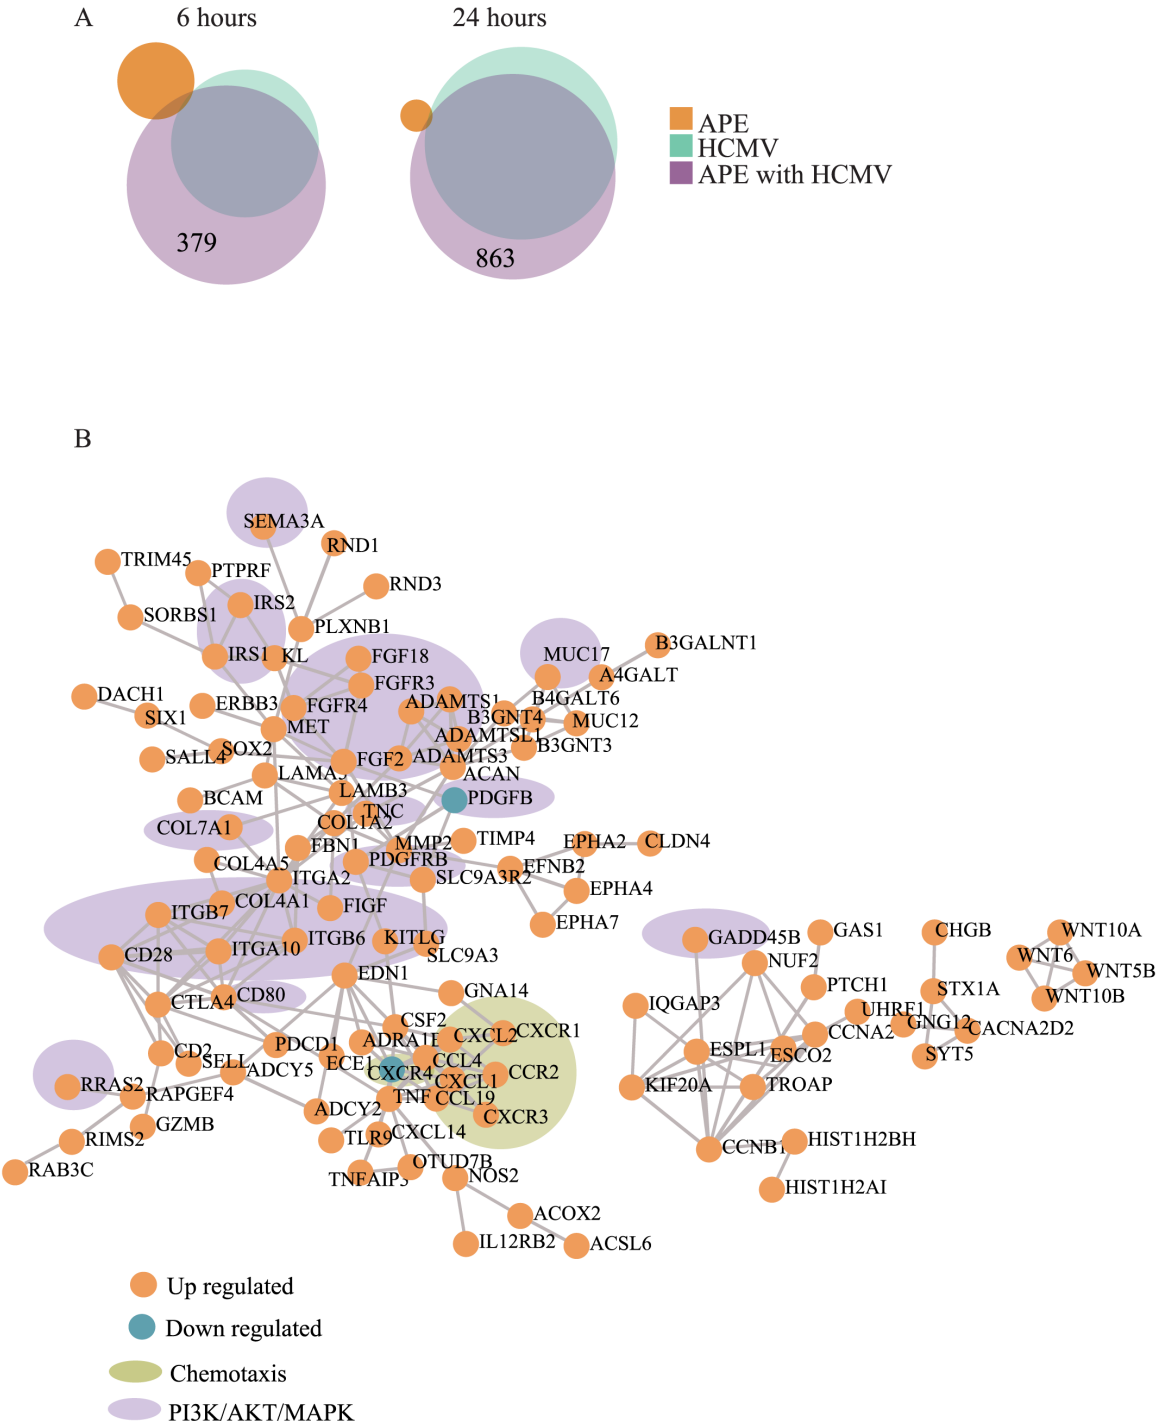 A
6 hours
24 hours
APE
HCMV
APE with HCMV
379
863
B
SEMA3A
RND1
TRIM45
PTPRF
RND3
IRS2
SORBS1
PLXNB1
B3GALNT1
IRS1
KL
FGF18
MUC17
A4GALT
FGFR3
DACH1
ERBB3
FGFR4
ADAMTS1
B4GALT6
SIX1
B3GNT4
MUC12
MET
ADAMTSL1
B3GNT3
SALL4
SOX2
FGF2
ADAMTS3
LAMA5
ACAN
BCAM
LAMB3
PDGFB
TNC
COL7A1
COL1A2
FBN1
MMP2
TIMP4
EPHA2
CLDN4
COL4A5
PDGFRB
EFNB2
ITGA2
SLC9A3R2
EPHA4
COL4A1
FIGF
ITGB7
EPHA7
ITGB6
KITLG
GADD45B
GAS1
CHGB
WNT10A
CD28
ITGA10
SLC9A3
NUF2
WNT6
EDN1
WNT5B
CTLA4
CD80
GNA14
IQGAP3
PTCH1
STX1A
WNT10B
CSF2
UHRF1
CXCR1
CXCL2
CCNA2
GNG12
CACNA2D2
PDCD1
ADRA1B
ESPL1
ESCO2
SYT5
CD2
SELL
ECE1
CCL4
ADCY5
CXCR4
CCR2
CXCL1
KIF20A
TROAP
RRAS2
RAPGEF4
TNF
CCL19
ADCY2
CXCR3
GZMB
RIMS2
TLR9
CXCL14
CCNB1
HIST1H2BH
RAB3C
OTUD7B
TNFAIP3
NOS2
HIST1H2AI
ACOX2
IL12RB2
ACSL6
Up regulated
Down regulated
Chemotaxis
PI3K/AKT/MAPK